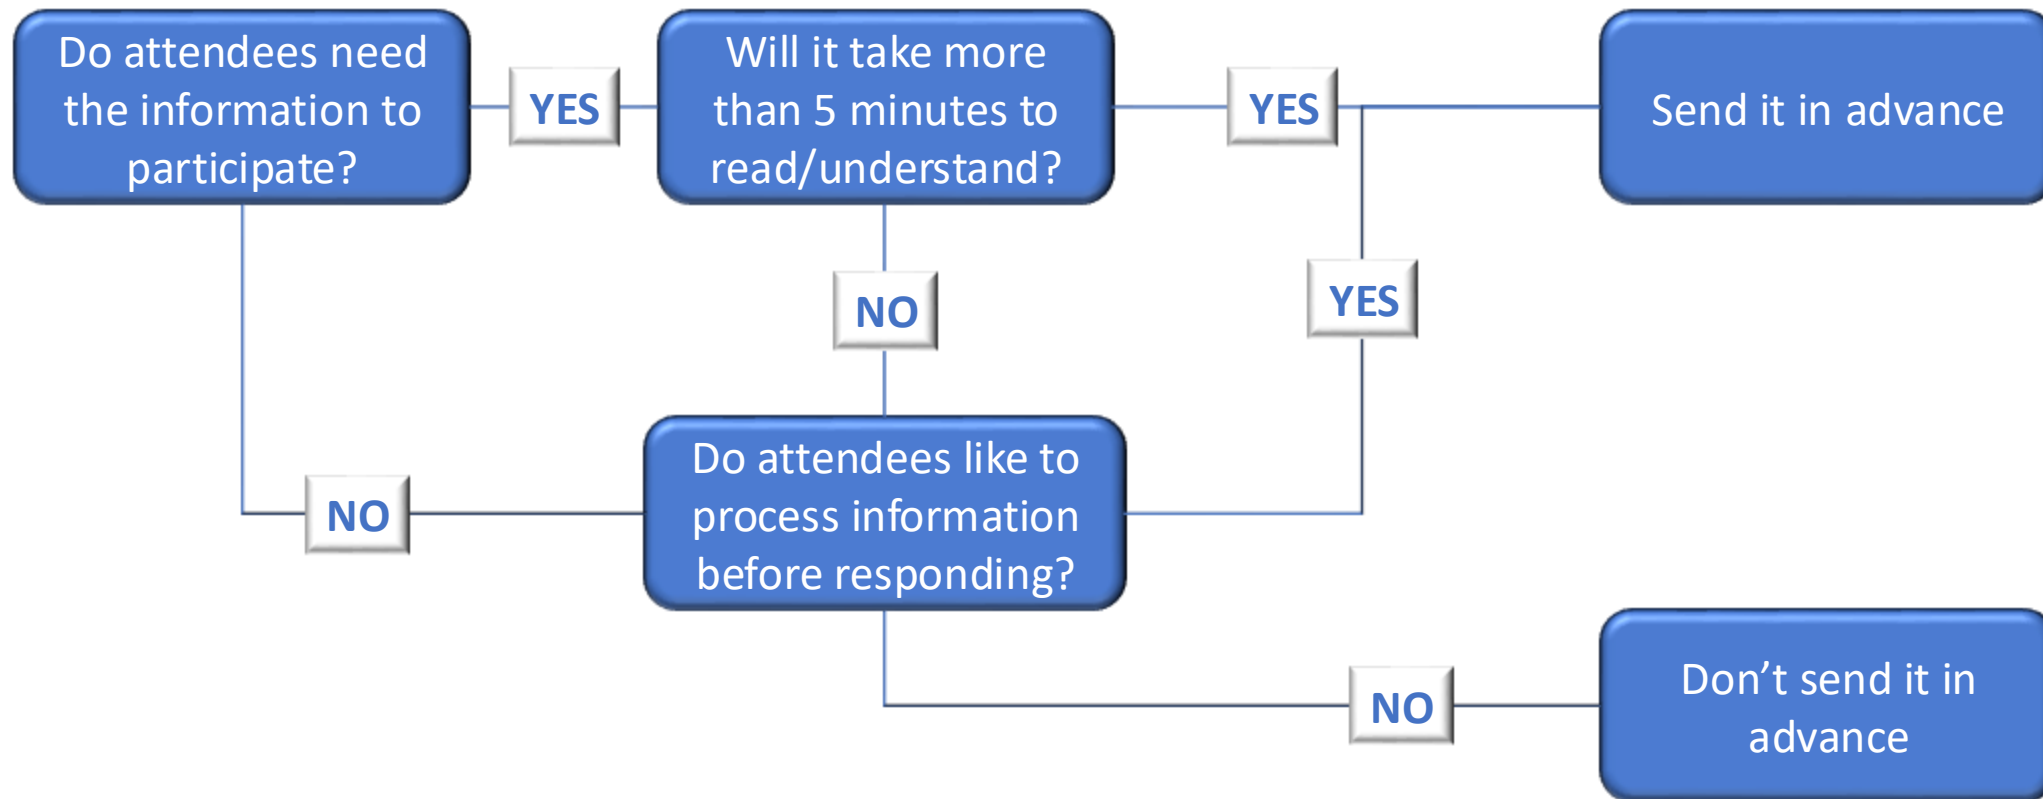 Do attendees need
the information to
participate?
YES
Will it take more
than 5 minutes to
read/understand?
YES
Send it in advance
NO
YES
Do attendees like to
process information
before responding?
NO
NO
Don’t send it in
advance